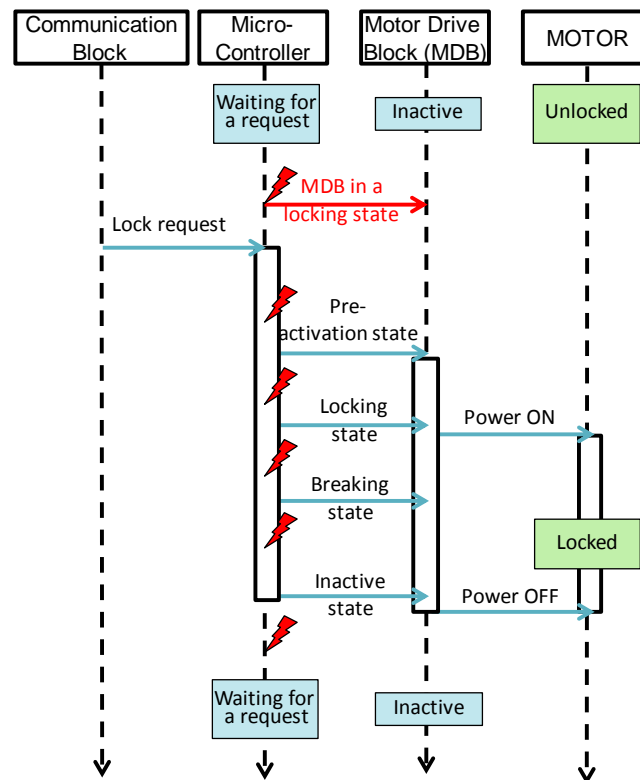 Communication
Block
Micro-
Controller
Motor Drive
Block (MDB)
MOTOR
Waiting for
a request
Inactive
Unlocked
MDB in a
locking state
Lock request
Pre-
activation state
Locking
state
Power ON
Breaking
state
Locked
Inactive
state
Power OFF
Waiting for
a request
Inactive